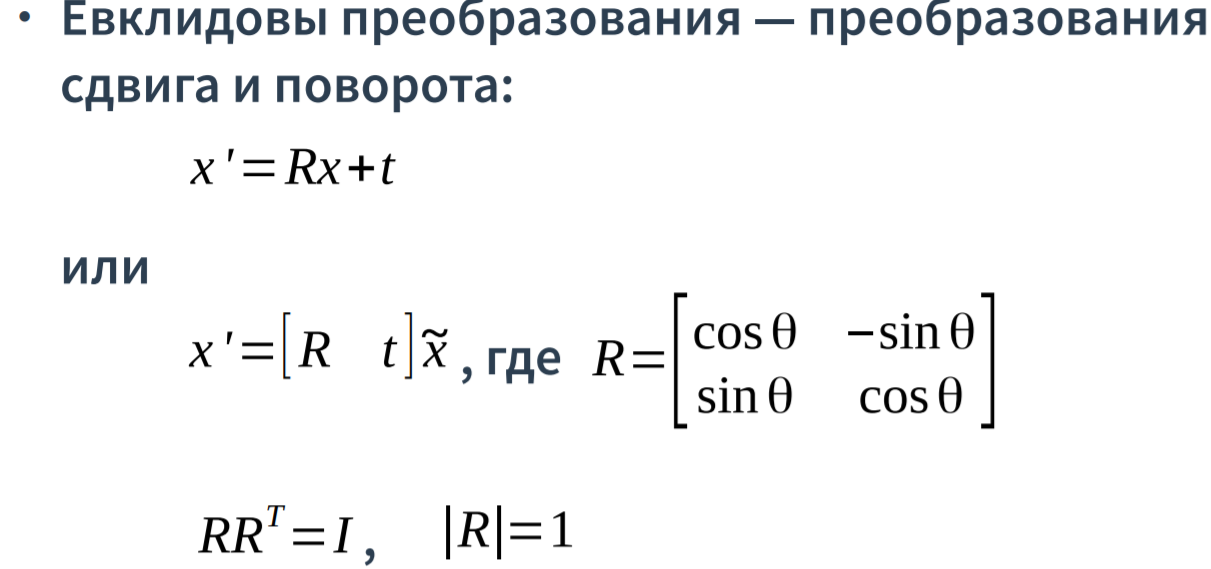 • Евклидовы преобразования — преобразования
сдвига и поворота:
x'=Rx+t
или
x'=[R t]x̃, где R=[cos θ −sin θ; sin θ cos θ]
RR^T=I, |R|=1